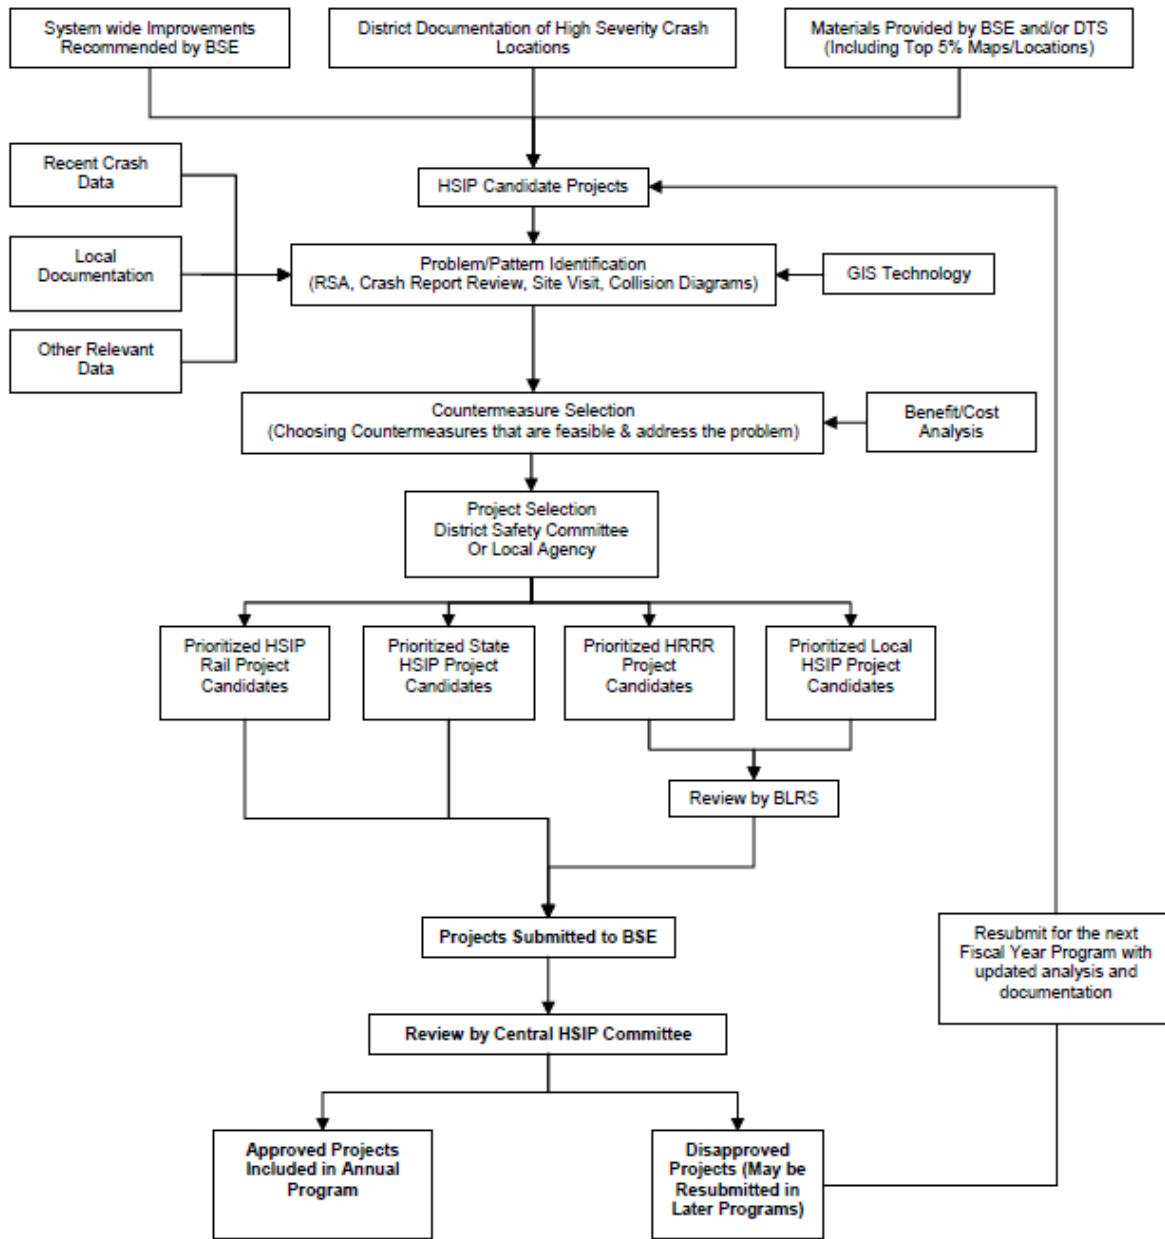 System wide Improvements
Recommended by BSE
District Documentation of High Severity Crash
Locations
Materials Provided by BSE and/or DTS
(Including Top 5% Maps/Locations)
Recent Crash
Data
HSIP Candidate Projects
Local
Documentation
Problem/Pattern Identification
(RSA, Crash Report Review, Site Visit, Collision Diagrams)
GIS Technology
Other Relevant
Data
Countermeasure Selection
(Choosing Countermeasures that are feasible & address the problem)
Benefit/Cost
Analysis
Project Selection
District Safety Committee
Or Local Agency
Prioritized HSIP
Rail Project
Candidates
Prioritized State
HSIP Project
Candidates
Prioritized HRRR
Project
Candidates
Prioritized Local
HSIP Project
Candidates
Review by BLRS
Projects Submitted to BSE
Resubmit for the next
Fiscal Year Program with
updated analysis and
documentation
Review by Central HSIP Committee
Approved Projects
Included in Annual
Program
Disapproved
Projects (May be
Resubmitted in
Later Programs)